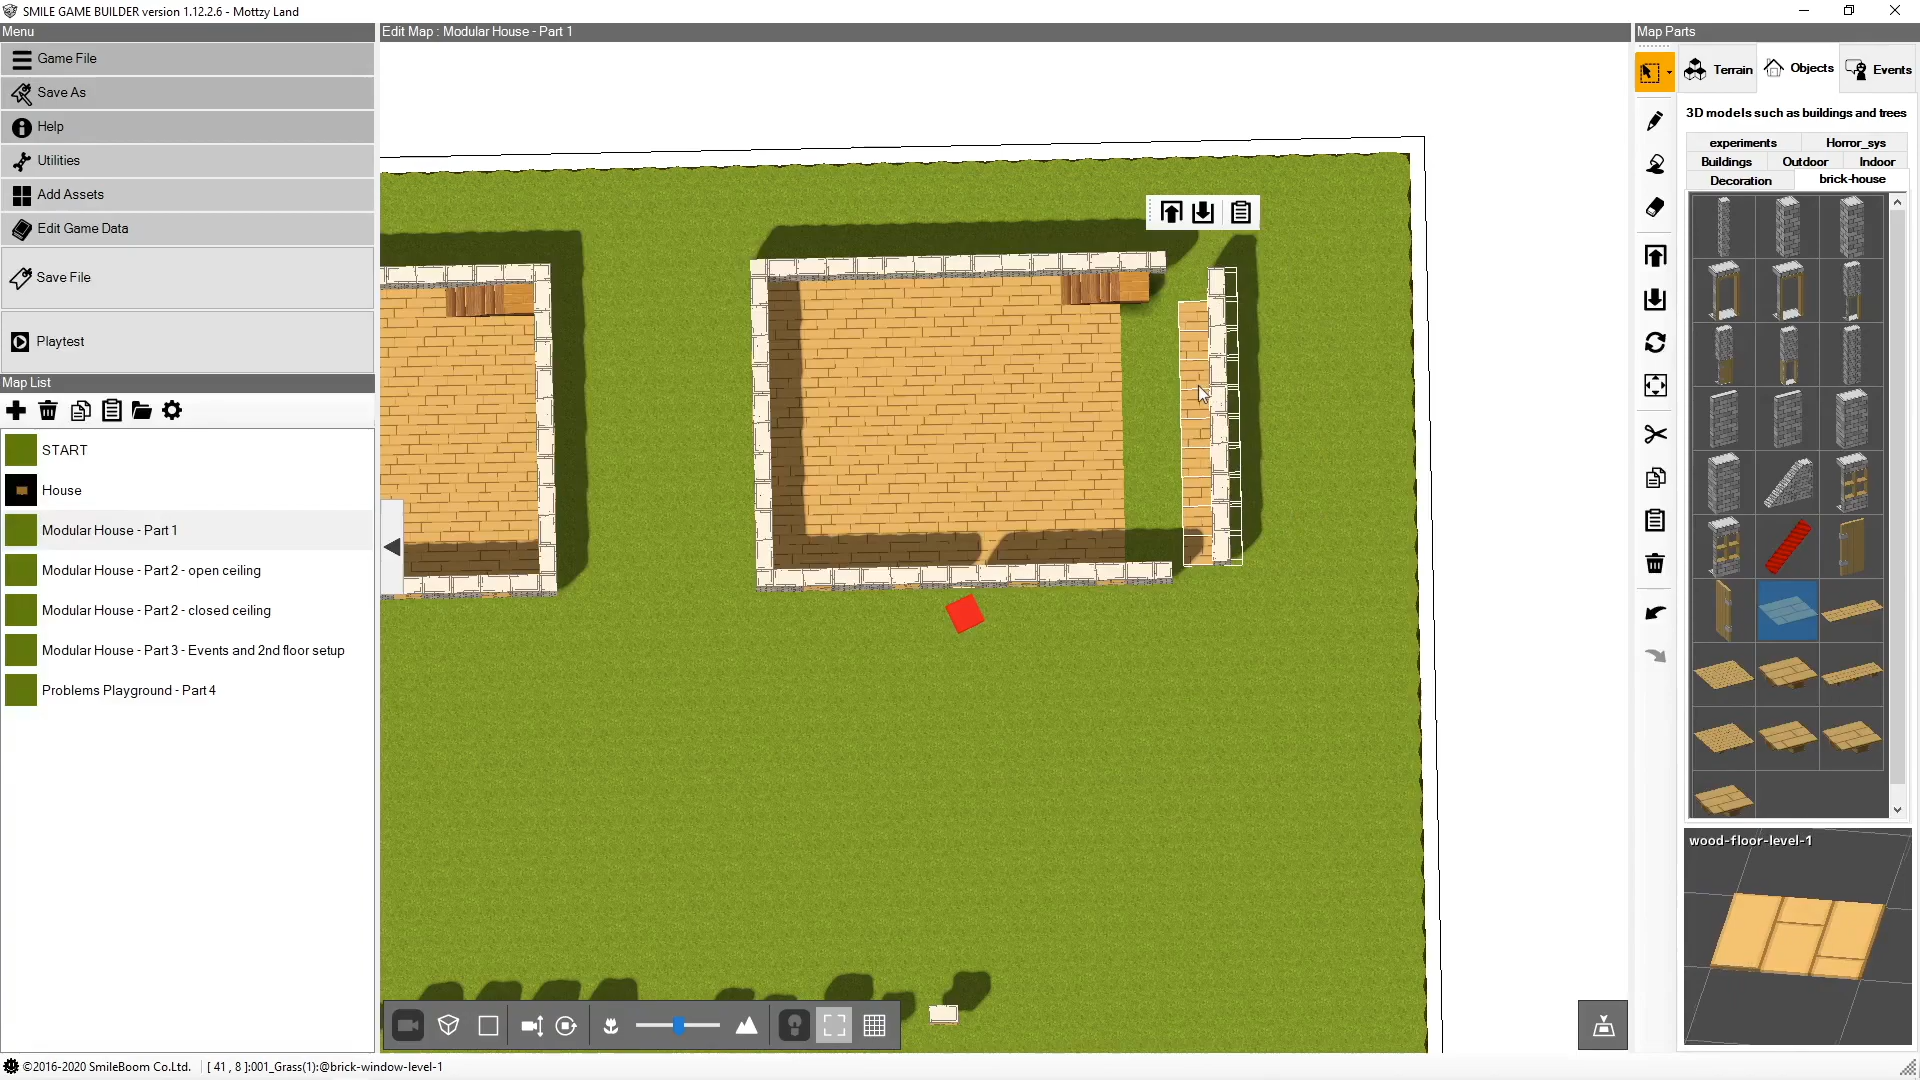 SMILE GAME BUILDER version 1.12.2.6 - Mottzy Land
Menu
Game File
Save As
Help
Utilities
Add Assets
Edit Game Data
Save File
Playtest
Map List
START
House
Modular House - Part 1
Modular House - Part 2 - open ceiling
Modular House - Part 2 - closed ceiling
Modular House - Part 3 - Events and 2nd floor setup
Problems Playground - Part 4
©2016-2020 SmileBoom Co.Ltd.
[ 41 , 8 ]:001_Grass(1):@brick-window-level-1
Edit Map : Modular House - Part 1
Map Parts
Terrain
Objects
Events
3D models such as buildings and trees
experiments
Horror_sys
Buildings
Outdoor
Indoor
Decoration
brick-house
wood-floor-level-1